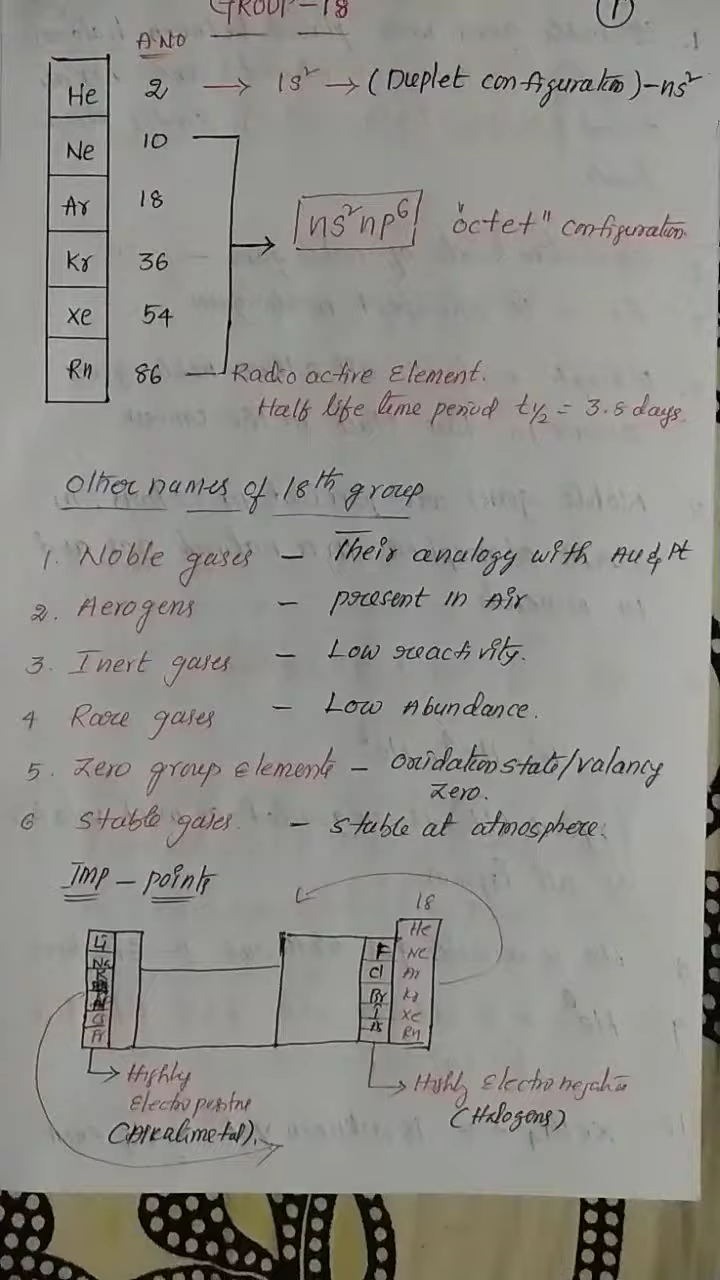 GROUP-18
1
A.NO
He 2 → 1s² → (Duplet configuration) - ns²
Ne 10
Ar 18
ns²np⁶ "octet" configuration
Kr 36
Xe 54
Rn 86 — Radio active Element.
Half life time period t½ = 3.8 days
Other names of 18th group
1. Noble gases - Their analogy with Au & Pt
2. Aerogens - present in Air
3. Inert gases - Low reactivity.
4 Rare gases - Low Abundance.
5. Zero group elements - oxidation state/valancy
Zero.
6 Stable gases. - stable at atmosphere.
Imp - points
18
Li He
Na F Ne
K Cl Ar
Br Kr
Cs I Xe
Fr At Rn
Highly
Electropositive
(Alkalimetal).
Highly Electronegative
(Halogens)